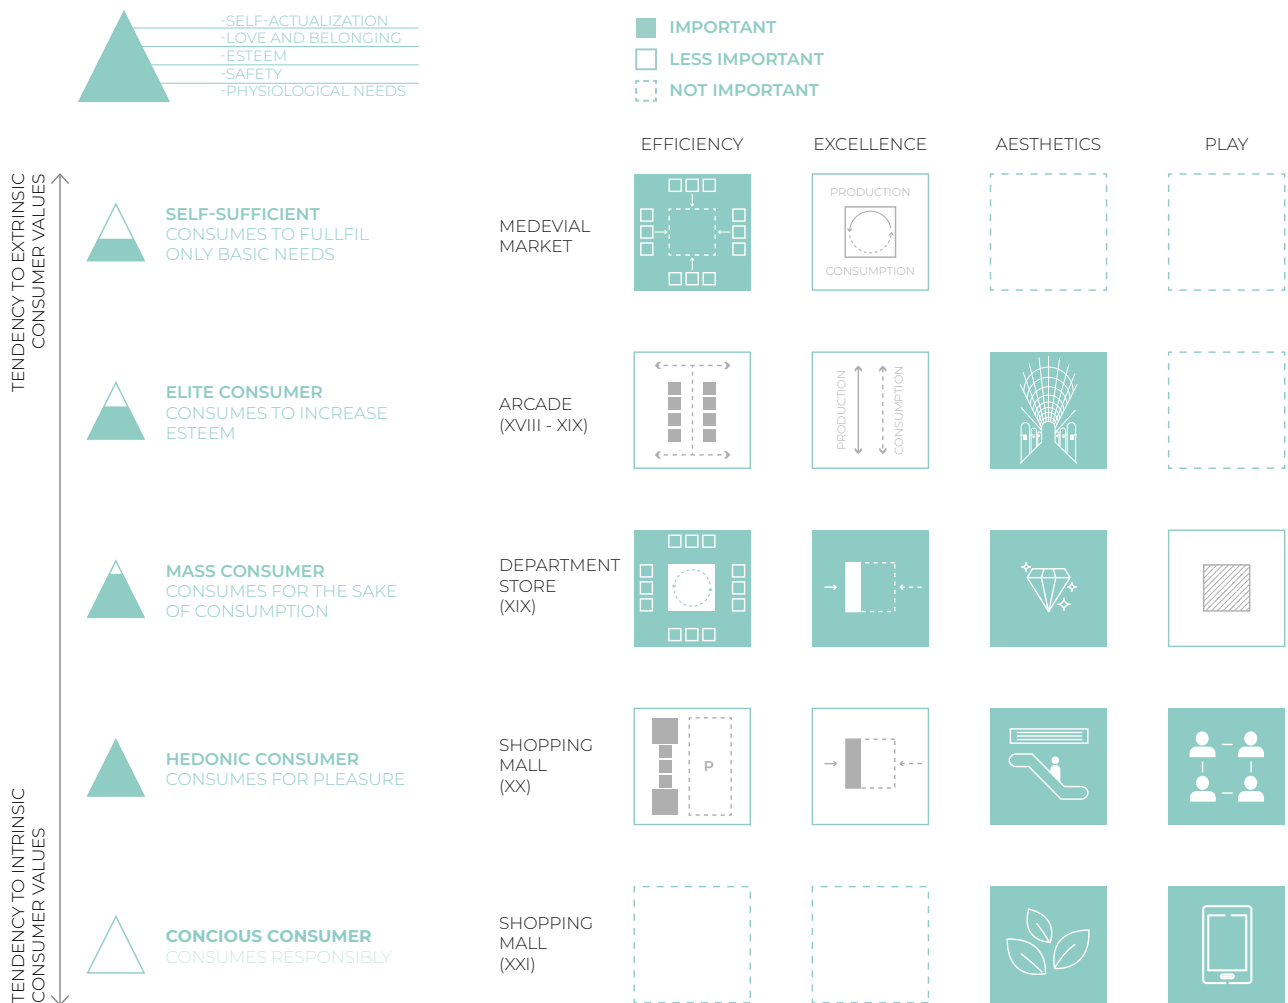 -SELF-ACTUALIZATION
-LOVE AND BELONGING
-ESTEEM
-SAFETY
-PHYSIOLOGICAL NEEDS
IMPORTANT
LESS IMPORTANT
NOT IMPORTANT
EFFICIENCY
EXCELLENCE
AESTHETICS
PLAY
TENDENCY TO EXTRINSIC
CONSUMER VALUES
SELF-SUFFICIENT
CONSUMES TO FULLFIL
ONLY BASIC NEEDS
MEDEVIAL
MARKET
PRODUCTION
CONSUMPTION
ELITE CONSUMER
CONSUMES TO INCREASE
ESTEEM
ARCADE
(XVIII - XIX)
PRODUCTION
CONSUMPTION
MASS CONSUMER
CONSUMES FOR THE SAKE
OF CONSUMPTION
DEPARTMENT
STORE
(XIX)
HEDONIC CONSUMER
CONSUMES FOR PLEASURE
SHOPPING
MALL
(XX)
P
TENDENCY TO INTRINSIC
CONSUMER VALUES
CONCIOUS CONSUMER
CONSUMES RESPONSIBLY
SHOPPING
MALL
(XXI)